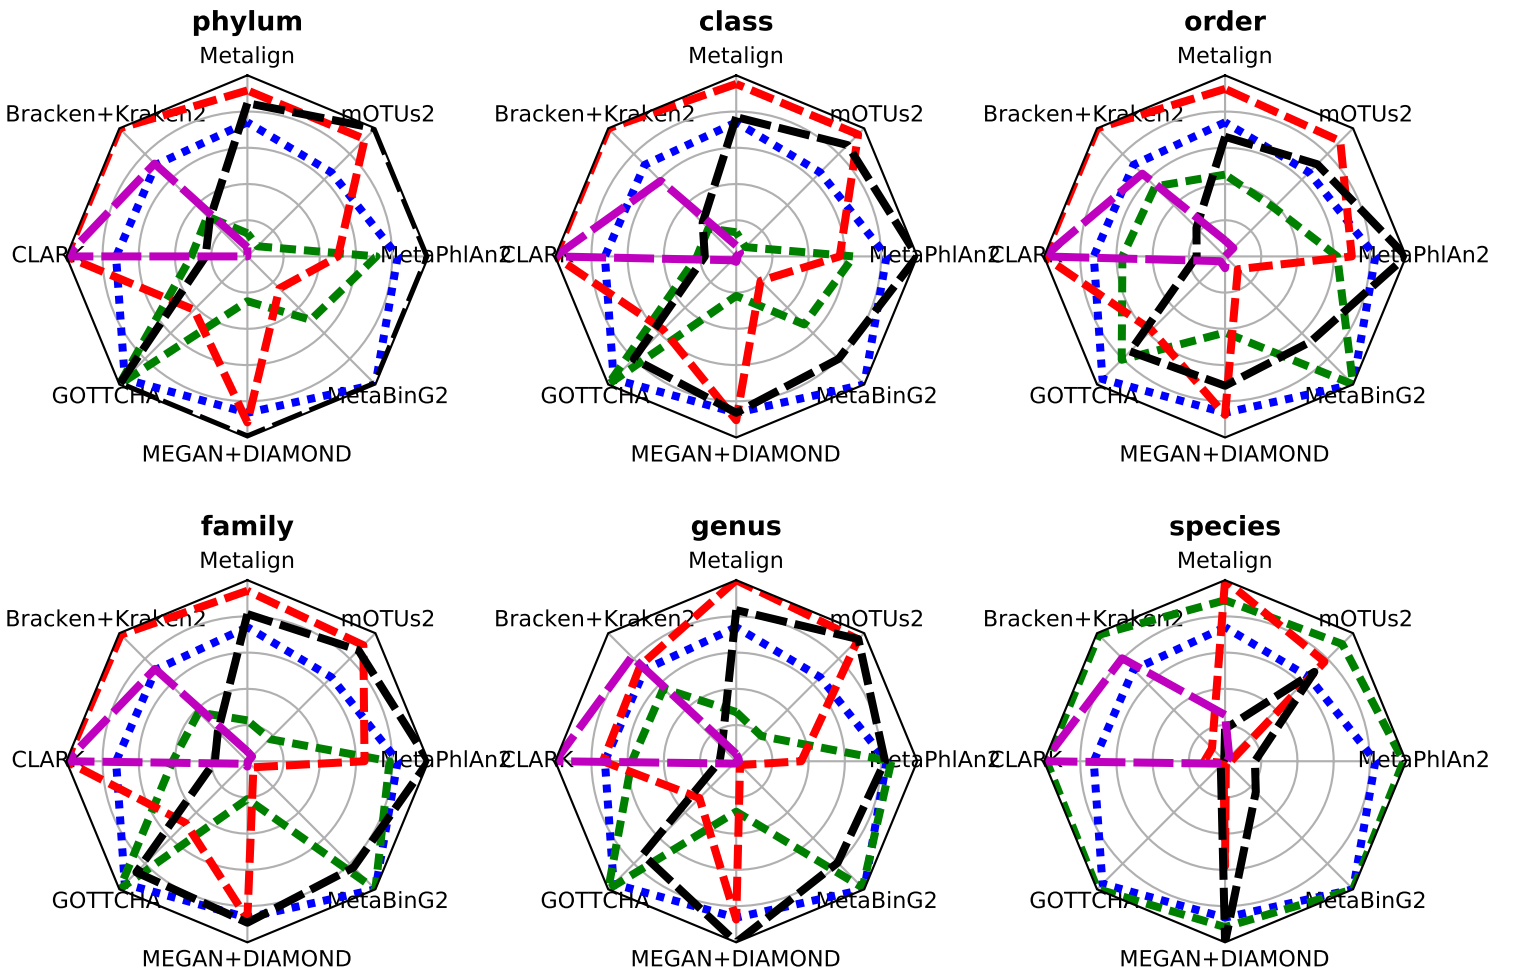 phylum class order
Metalign Metalign Metalign
Bracken+Kraken2 mOTUs2 Bracken+Kraken2 mOTUs2 Bracken+Kraken2 mOTUs2
CLARK MetaPhlAn2 CLARK MetaPhlAn2 CLARK MetaPhlAn2
GOTTCHA MetaBinG2 GOTTCHA MetaBinG2 GOTTCHA MetaBinG2
MEGAN+DIAMOND MEGAN+DIAMOND MEGAN+DIAMOND
family genus species
Metalign Metalign Metalign
Bracken+Kraken2 mOTUs2 Bracken+Kraken2 mOTUs2 Bracken+Kraken2 mOTUs2
CLARK MetaPhlAn2 CLARK MetaPhlAn2 CLARK MetaPhlAn2
GOTTCHA MetaBinG2 GOTTCHA MetaBinG2 GOTTCHA MetaBinG2
MEGAN+DIAMOND MEGAN+DIAMOND MEGAN+DIAMOND